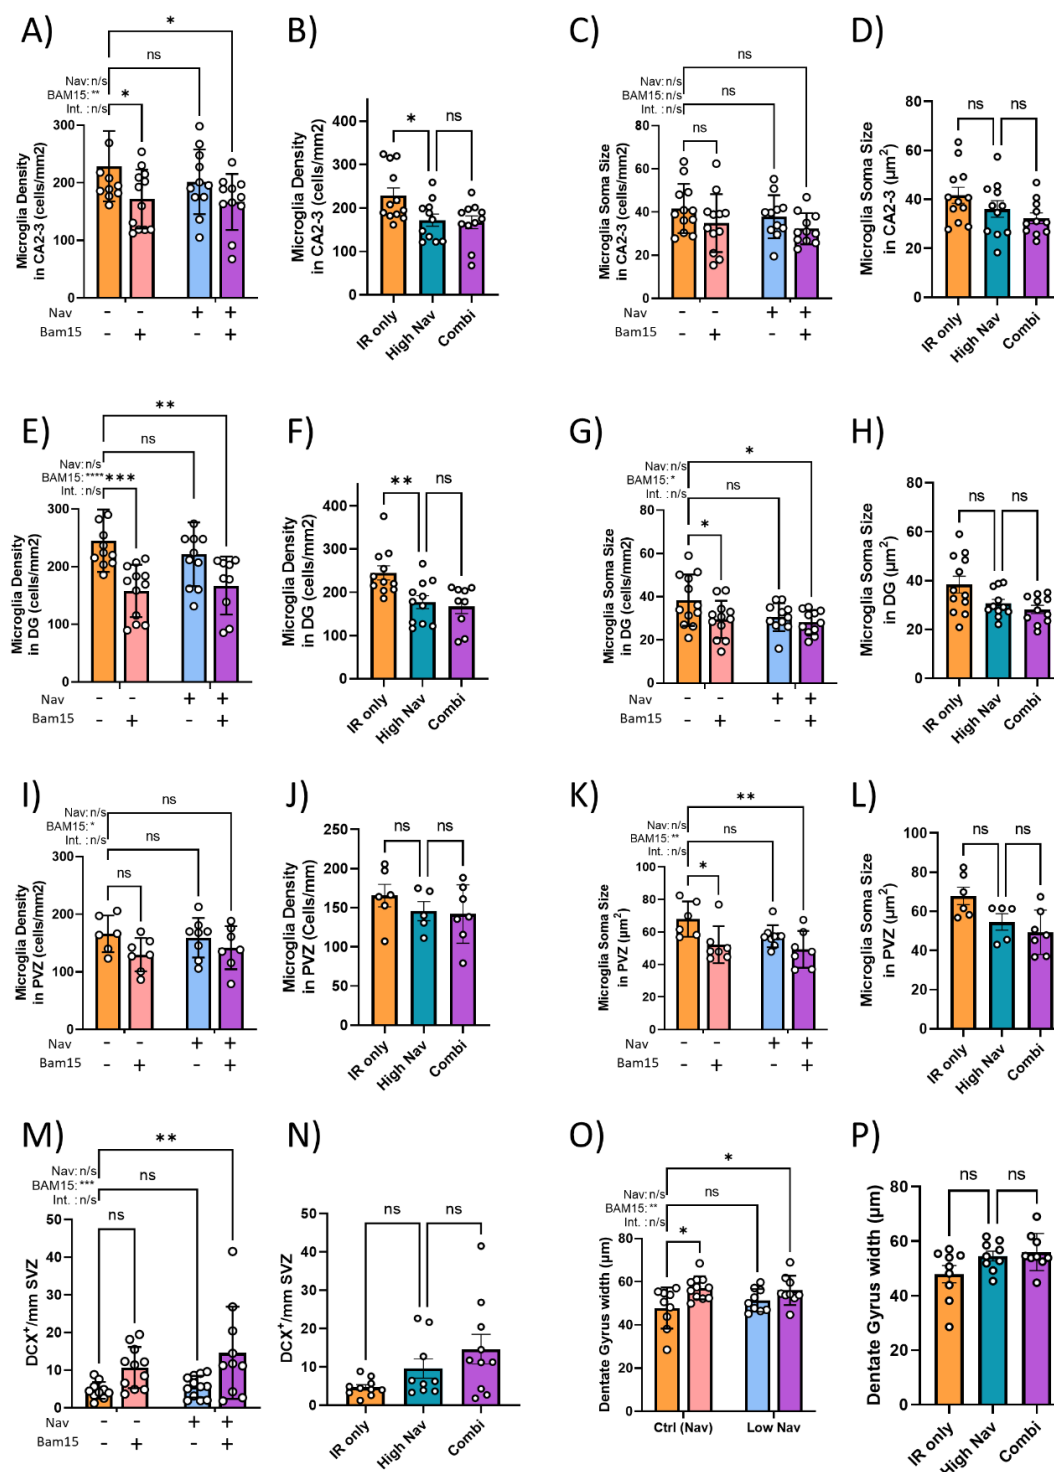 A)
*
ns
Nav: n/s
BAM15: **
Int. : n/s
*
Microglia Density
in CA2-3 (cells/mm2)
300
200
100
0
Nav - - + +
Bam15 - + - +
B)
*
ns
Microglia Density
in CA2-3 (cells/mm2)
400
300
200
100
0
IR only
High Nav
Combi
C)
ns
Nav: n/s
BAM15: n/s
Int. : n/s
ns
ns
Microglia Soma Size
in CA2-3 (cells/mm2)
80
60
40
20
0
Nav - - + +
Bam15 - + - +
D)
ns
ns
Microglia Soma Size
in CA2-3 (µm²)
80
60
40
20
0
IR only
High Nav
Combi
E)
**
ns
Nav: n/s
BAM15: ****
Int. : n/s
***
Microglia Density
in DG (cells/mm2)
300
200
100
0
Nav - - + +
Bam15 - + - +
F)
**
ns
Microglia Density
in DG (cells/mm2)
400
300
200
100
0
IR only
High Nav
Combi
G)
*
Nav: n/s
BAM15: *
Int. : n/s
ns
*
Microglia Soma Size
in DG (cells/mm2)
80
60
40
20
0
Nav - - + +
Bam15 - + - +
H)
ns
ns
Microglia Soma Size
in DG (µm²)
80
60
40
20
0
IR only
High Nav
Combi
I)
ns
Nav: n/s
BAM15: *
Int. : n/s
ns
ns
Microglia Density
in PVZ (cells/mm2)
300
200
100
0
Nav - - + +
Bam15 - + - +
J)
ns
ns
Microglia Density
in PVZ (Cells/mm)
250
200
150
100
50
0
IR only
High Nav
Combi
K)
**
Nav: n/s
BAM15: **
Int. : n/s
ns
*
Microglia Soma Size
in PVZ (µm²)
100
80
60
40
20
0
Nav - - + +
Bam15 - + - +
L)
ns
ns
Microglia Soma Size
in PVZ (µm²)
100
80
60
40
20
0
IR only
High Nav
Combi
M)
**
Nav: n/s
BAM15: ***
Int. : n/s
ns
ns
DCX⁺/mm SVZ
50
40
30
20
10
0
Nav - - + +
Bam15 - + - +
N)
ns
ns
DCX⁺/mm SVZ
50
40
30
20
10
0
IR only
High Nav
Combi
O)
*
Nav: n/s
BAM15: **
Int. : n/s
ns
*
Dentate Gyrus width (µm)
80
60
40
20
0
Ctrl (Nav)
Low Nav
P)
ns
ns
Dentate Gyrus width (µm)
80
60
40
20
0
IR only
High Nav
Combi